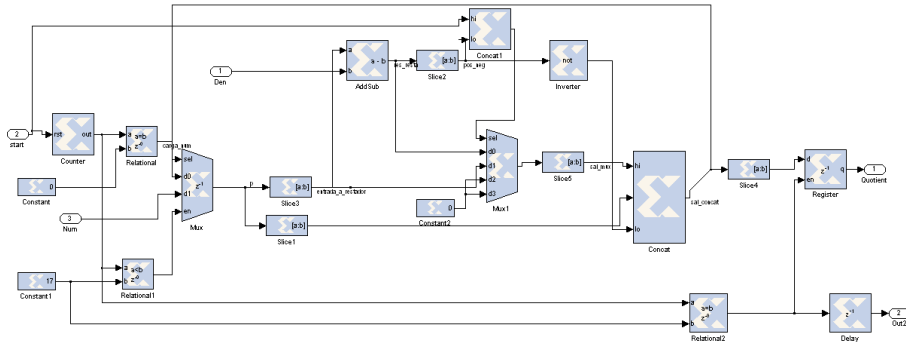 hi
lo
Concat1
1
Den
a
b
a - b
AddSub
res_resta
[a:b]
Slice2
pos_neg
not
Inverter
2
start
rst
out
Counter
a
b
a=b
z-0
Relational
carga_num
sel
d0
d1
en
z-1
Mux
0
Constant
3
Num
p
[a:b]
Slice3
entrada_a_restador
[a:b]
Slice1
0
Constant2
sel
d0
d1
d2
d3
Mux1
[a:b]
Slice5
sal_mux
hi
lo
Concat
sal_concat
[a:b]
Slice4
d
en
z-1
q
Register
1
Quotient
17
Constant1
a
b
a<b
z-0
Relational1
a
b
a=b
z-0
Relational2
z-1
Delay
2
Out2